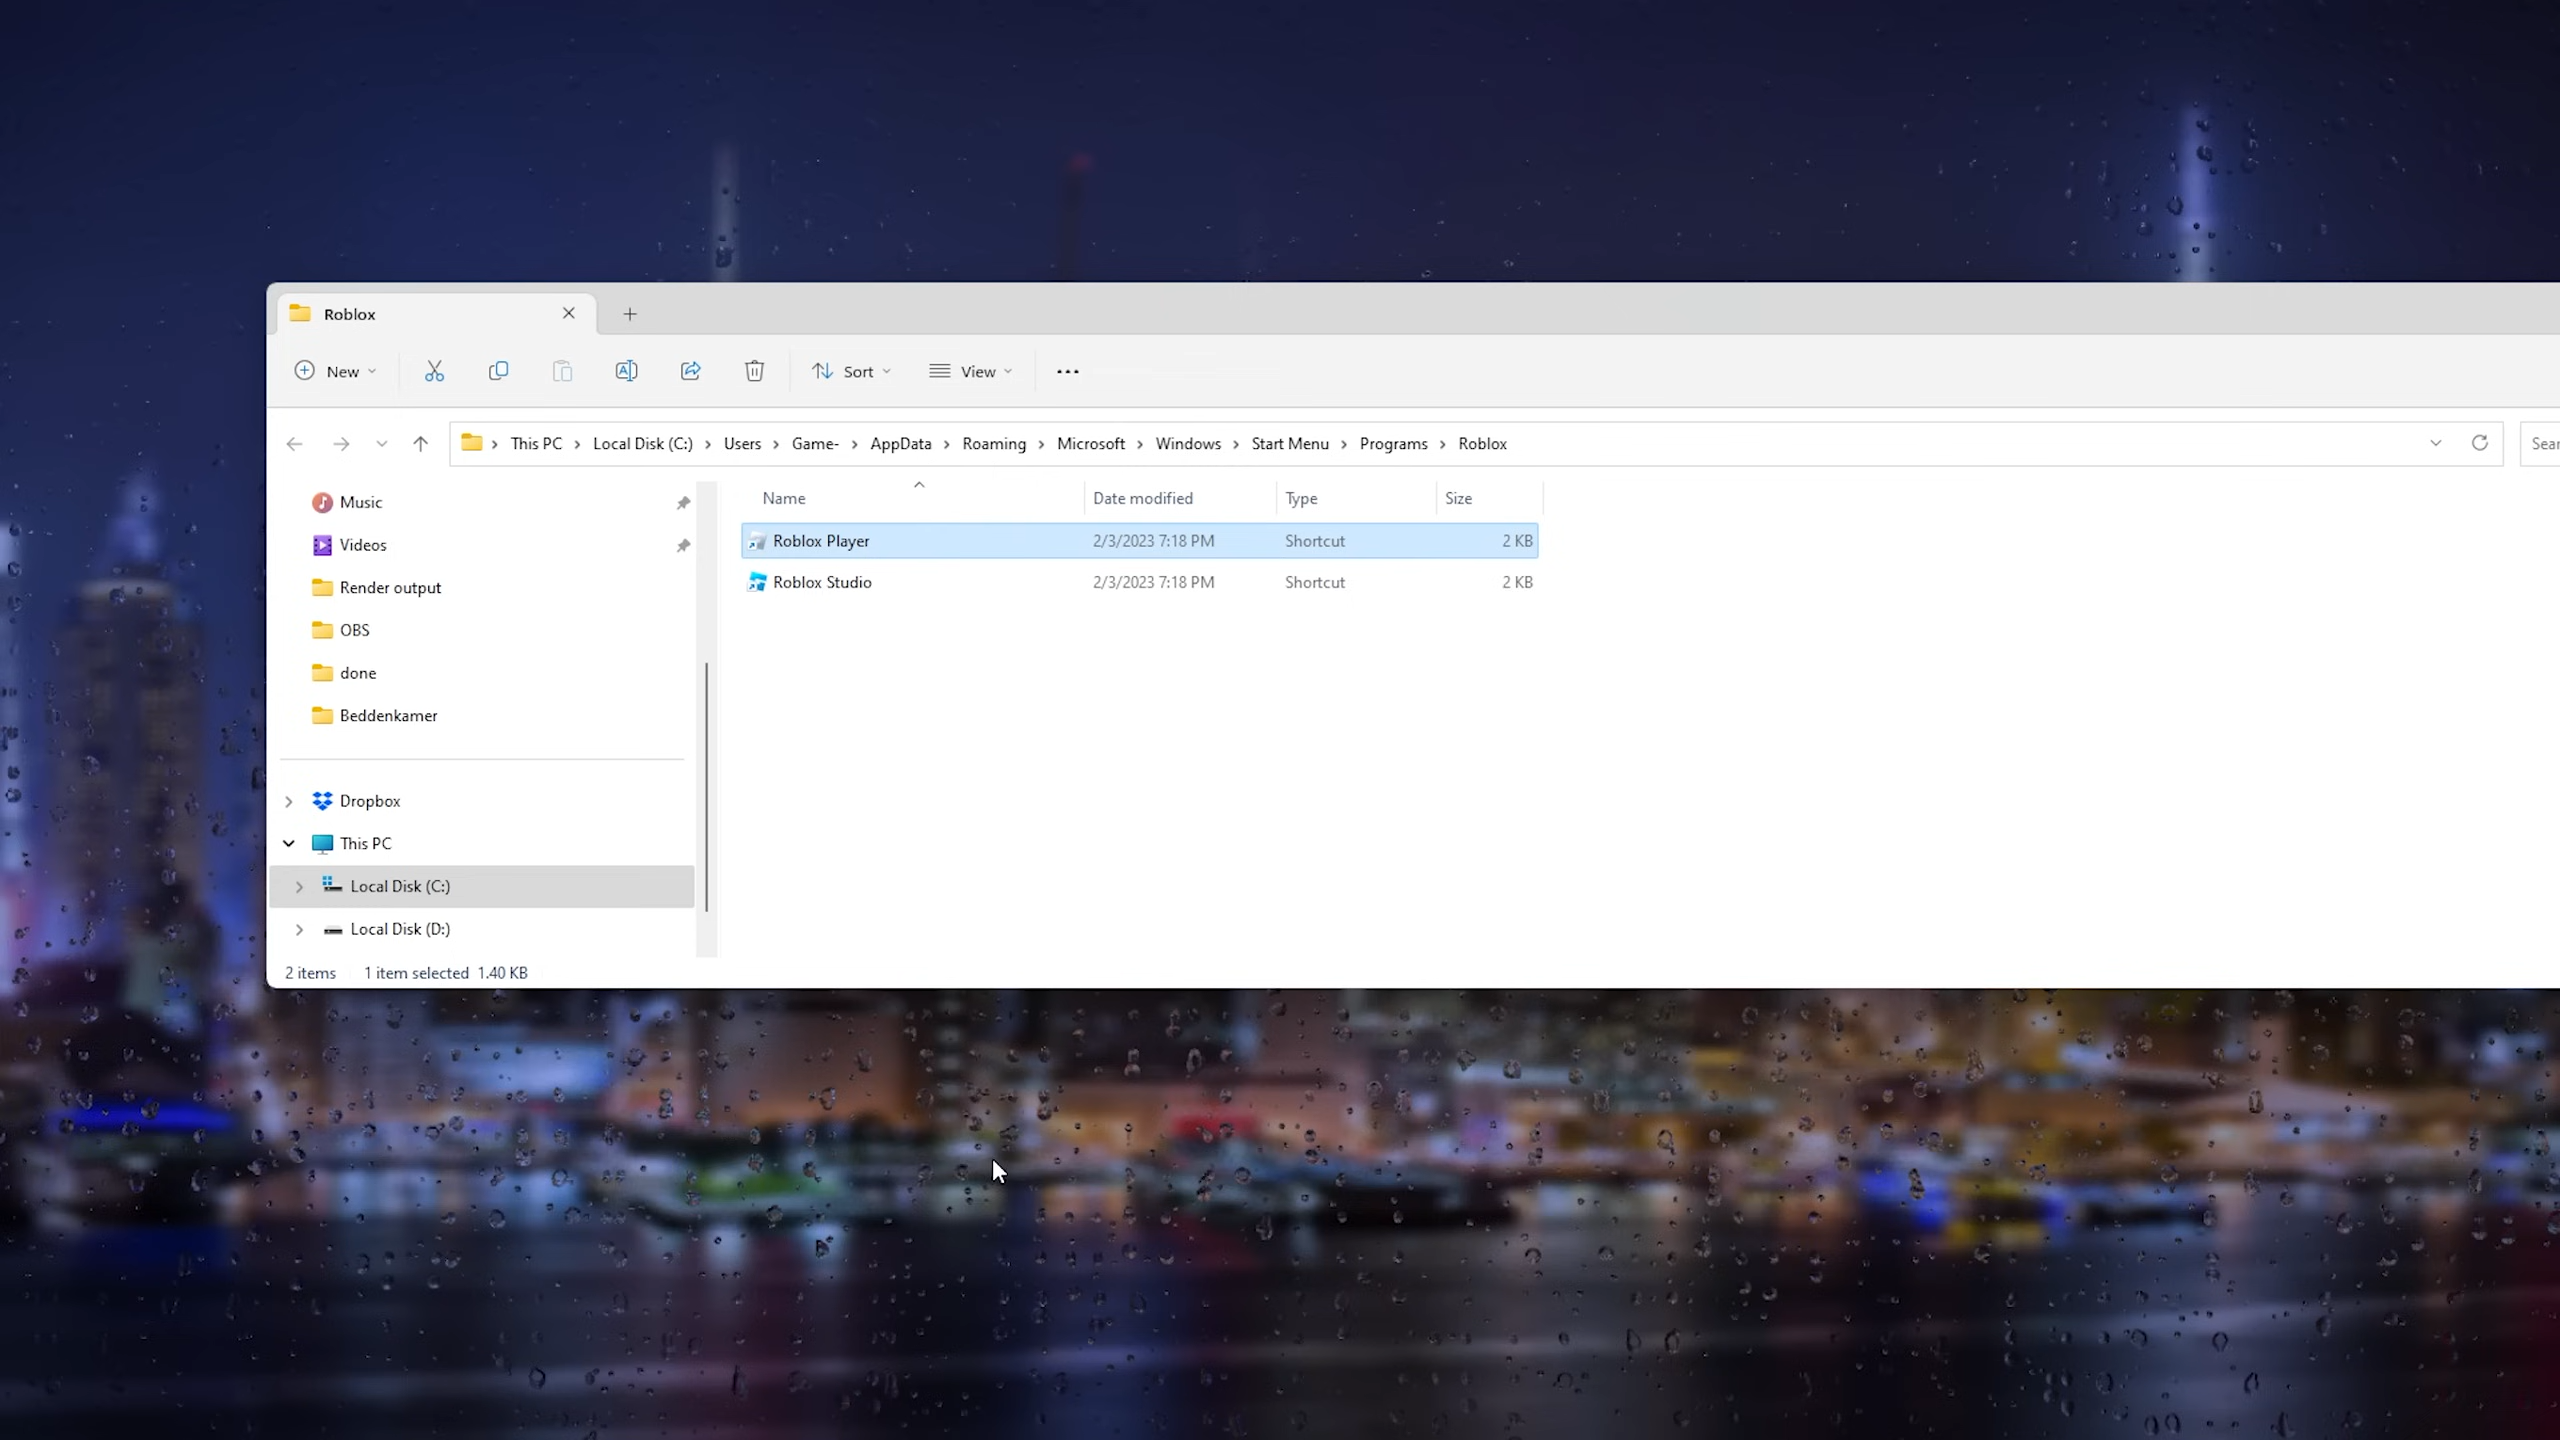 Roblox
New
Sort
View
This PC
Local Disk (C:)
Users
Game-
AppData
Roaming
Microsoft
Windows
Start Menu
Programs
Roblox
Sear
Music
Videos
Render output
OBS
done
Beddenkamer
Dropbox
This PC
Local Disk (C:)
Local Disk (D:)
Name Date modified Type Size
Roblox Player 2/3/2023 7:18 PM Shortcut 2 KB
Roblox Studio 2/3/2023 7:18 PM Shortcut 2 KB
2 items 1 item selected 1.40 KB